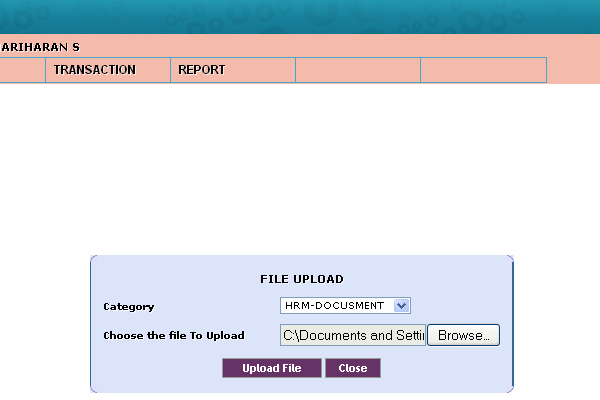 ARIHARAN S
TRANSACTION REPORT
FILE UPLOAD
Category HRM-DOCUSMENT
Choose the file To Upload C:\Documents and Settin Browse...
Upload File Close